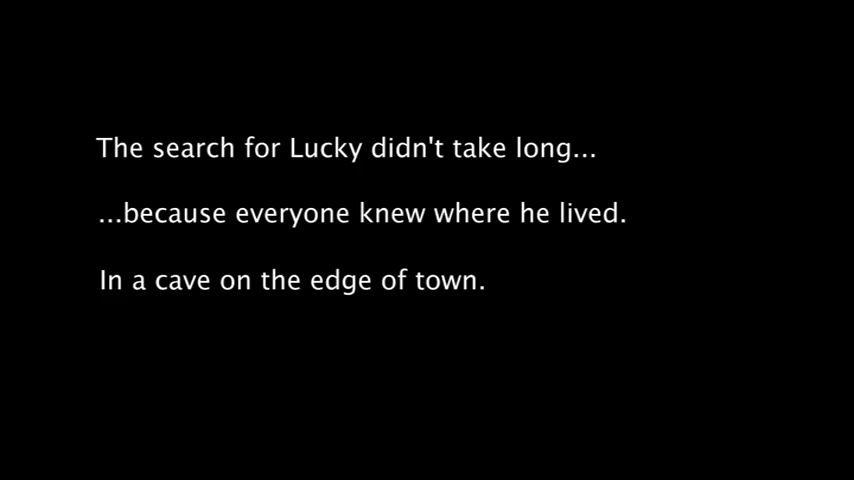 The search for Lucky didn't take long...
...because everyone knew where he lived.
In a cave on the edge of town.